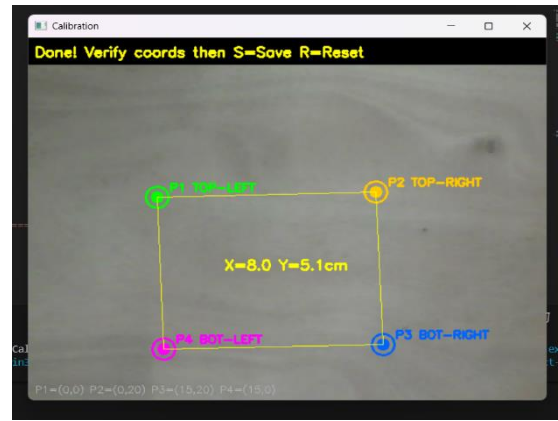 Calibration
Done! Verify coords then S=Save R=Reset
P1 TOP-LEFT
P2 TOP-RIGHT
X=8.0 Y=5.1cm
P4 BOT-LEFT
P3 BOT-RIGHT
P1=(0,0) P2=(0,20) P3=(15,20) P4=(15,0)